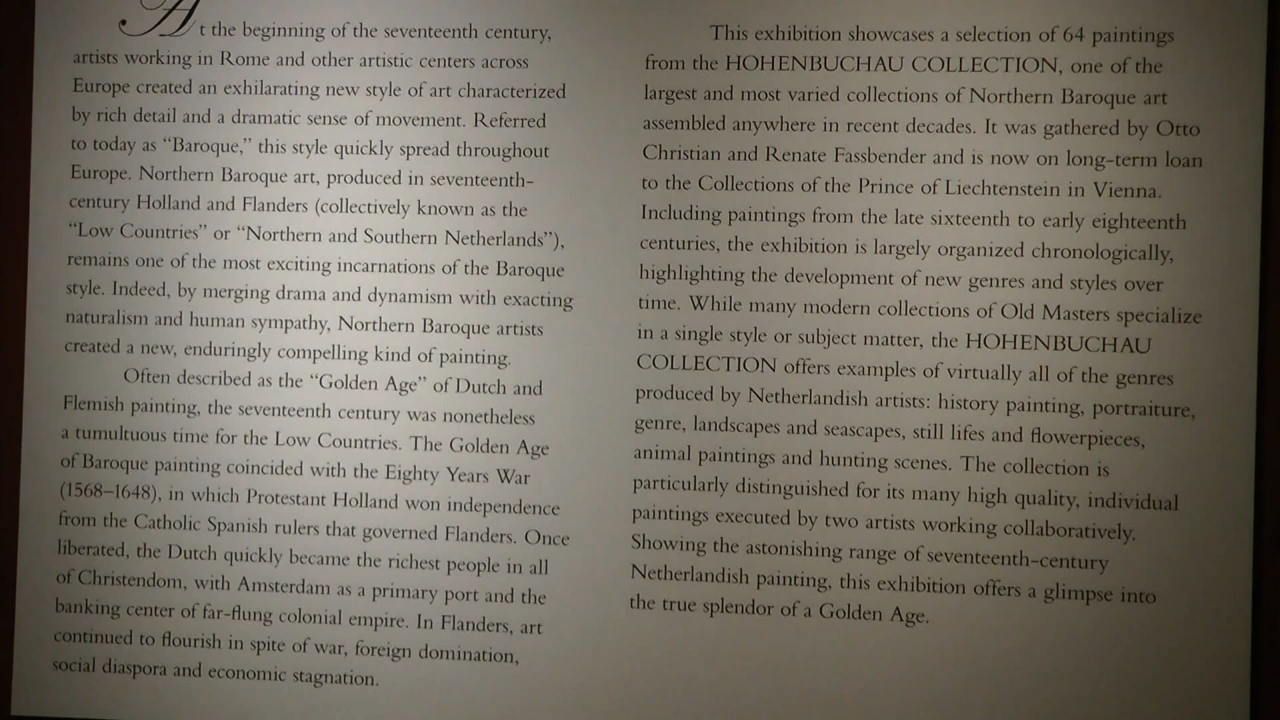 At the beginning of the seventeenth century,
artists working in Rome and other artistic centers across
Europe created an exhilarating new style of art characterized
by rich detail and a dramatic sense of movement. Referred
to today as “Baroque,” this style quickly spread throughout
Europe. Northern Baroque art, produced in seventeenth-
century Holland and Flanders (collectively known as the
“Low Countries” or “Northern and Southern Netherlands”),
remains one of the most exciting incarnations of the Baroque
style. Indeed, by merging drama and dynamism with exacting
naturalism and human sympathy, Northern Baroque artists
created a new, enduringly compelling kind of painting.
Often described as the “Golden Age” of Dutch and
Flemish painting, the seventeenth century was nonetheless
a tumultuous time for the Low Countries. The Golden Age
of Baroque painting coincided with the Eighty Years War
(1568–1648), in which Protestant Holland won independence
from the Catholic Spanish rulers that governed Flanders. Once
liberated, the Dutch quickly became the richest people in all
of Christendom, with Amsterdam as a primary port and the
banking center of far-flung colonial empire. In Flanders, art
continued to flourish in spite of war, foreign domination,
social diaspora and economic stagnation.
This exhibition showcases a selection of 64 paintings
from the HOHENBUCHAU COLLECTION, one of the
largest and most varied collections of Northern Baroque art
assembled anywhere in recent decades. It was gathered by Otto
Christian and Renate Fassbender and is now on long-term loan
to the Collections of the Prince of Liechtenstein in Vienna.
Including paintings from the late sixteenth to early eighteenth
centuries, the exhibition is largely organized chronologically,
highlighting the development of new genres and styles over
time. While many modern collections of Old Masters specialize
in a single style or subject matter, the HOHENBUCHAU
COLLECTION offers examples of virtually all of the genres
produced by Netherlandish artists: history painting, portraiture,
genre, landscapes and seascapes, still lifes and flowerpieces,
animal paintings and hunting scenes. The collection is
particularly distinguished for its many high quality, individual
paintings executed by two artists working collaboratively.
Showing the astonishing range of seventeenth-century
Netherlandish painting, this exhibition offers a glimpse into
the true splendor of a Golden Age.